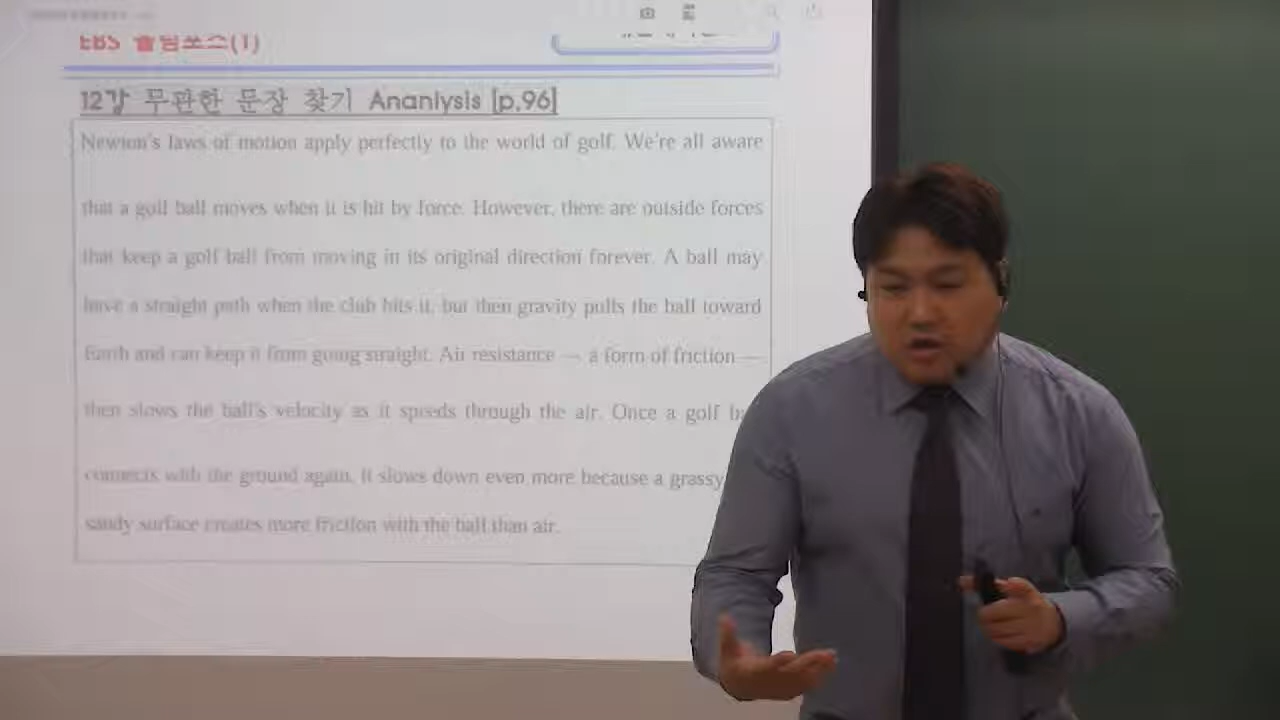 EBS 올림포스(1)
12강 무관한 문장 찾기 Ananlysis [p.96]
Newton's laws of motion apply perfectly to the world of golf. We're all aware
that a golf ball moves when it is hit by force. However, there are outside forces
that keep a golf ball from moving in its original direction forever. A ball may
have a straight path when the club hits it, but then gravity pulls the ball toward
Earth and can keep it from going straight. Air resistance — a form of friction —
then slows the ball's velocity as it speeds through the air. Once a golf
connects with the ground again, it slows down even more because a grassy
sandy surface creates more friction with the ball than air.